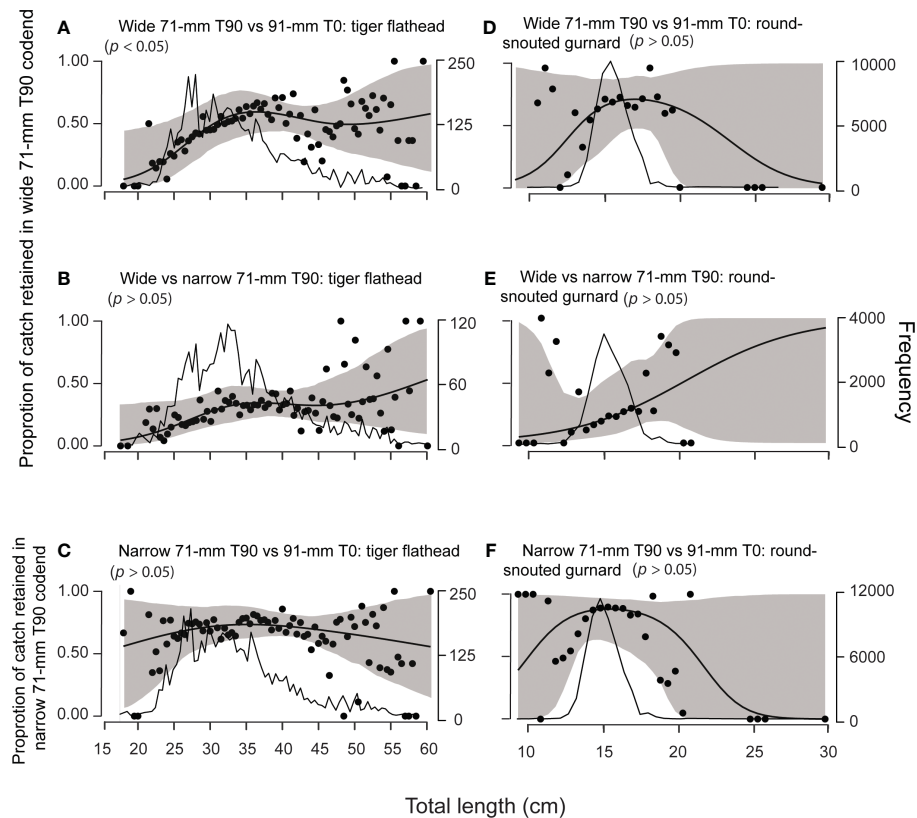 A
Wide 71-mm T90 vs 91-mm T0: tiger flathead
(p < 0.05)
1.00
0.50
0.00
250
125
0
D
Wide 71-mm T90 vs 91-mm T0: round-
snouted gurnard (p > 0.05)
10000
5000
0
Proprotion of catch retained in wide 71-mm T90 codend
B
Wide vs narrow 71-mm T90: tiger flathead
(p > 0.05)
1.00
0.50
0.00
120
60
0
E
Wide vs narrow 71-mm T90: round-
snouted gurnard (p > 0.05)
4000
2000
0
Frequency
Proportion of catch retained in
narrow 71-mm T90 codend
C
Narrow 71-mm T90 vs 91-mm T0: tiger flathead
(p > 0.05)
1.00
0.50
0.00
250
125
0
15 20 25 30 35 40 45 50 55 60
F
Narrow 71-mm T90 vs 91-mm T0: round-
snouted gurnard (p > 0.05)
12000
6000
0
10 15 20 25 30
Total length (cm)